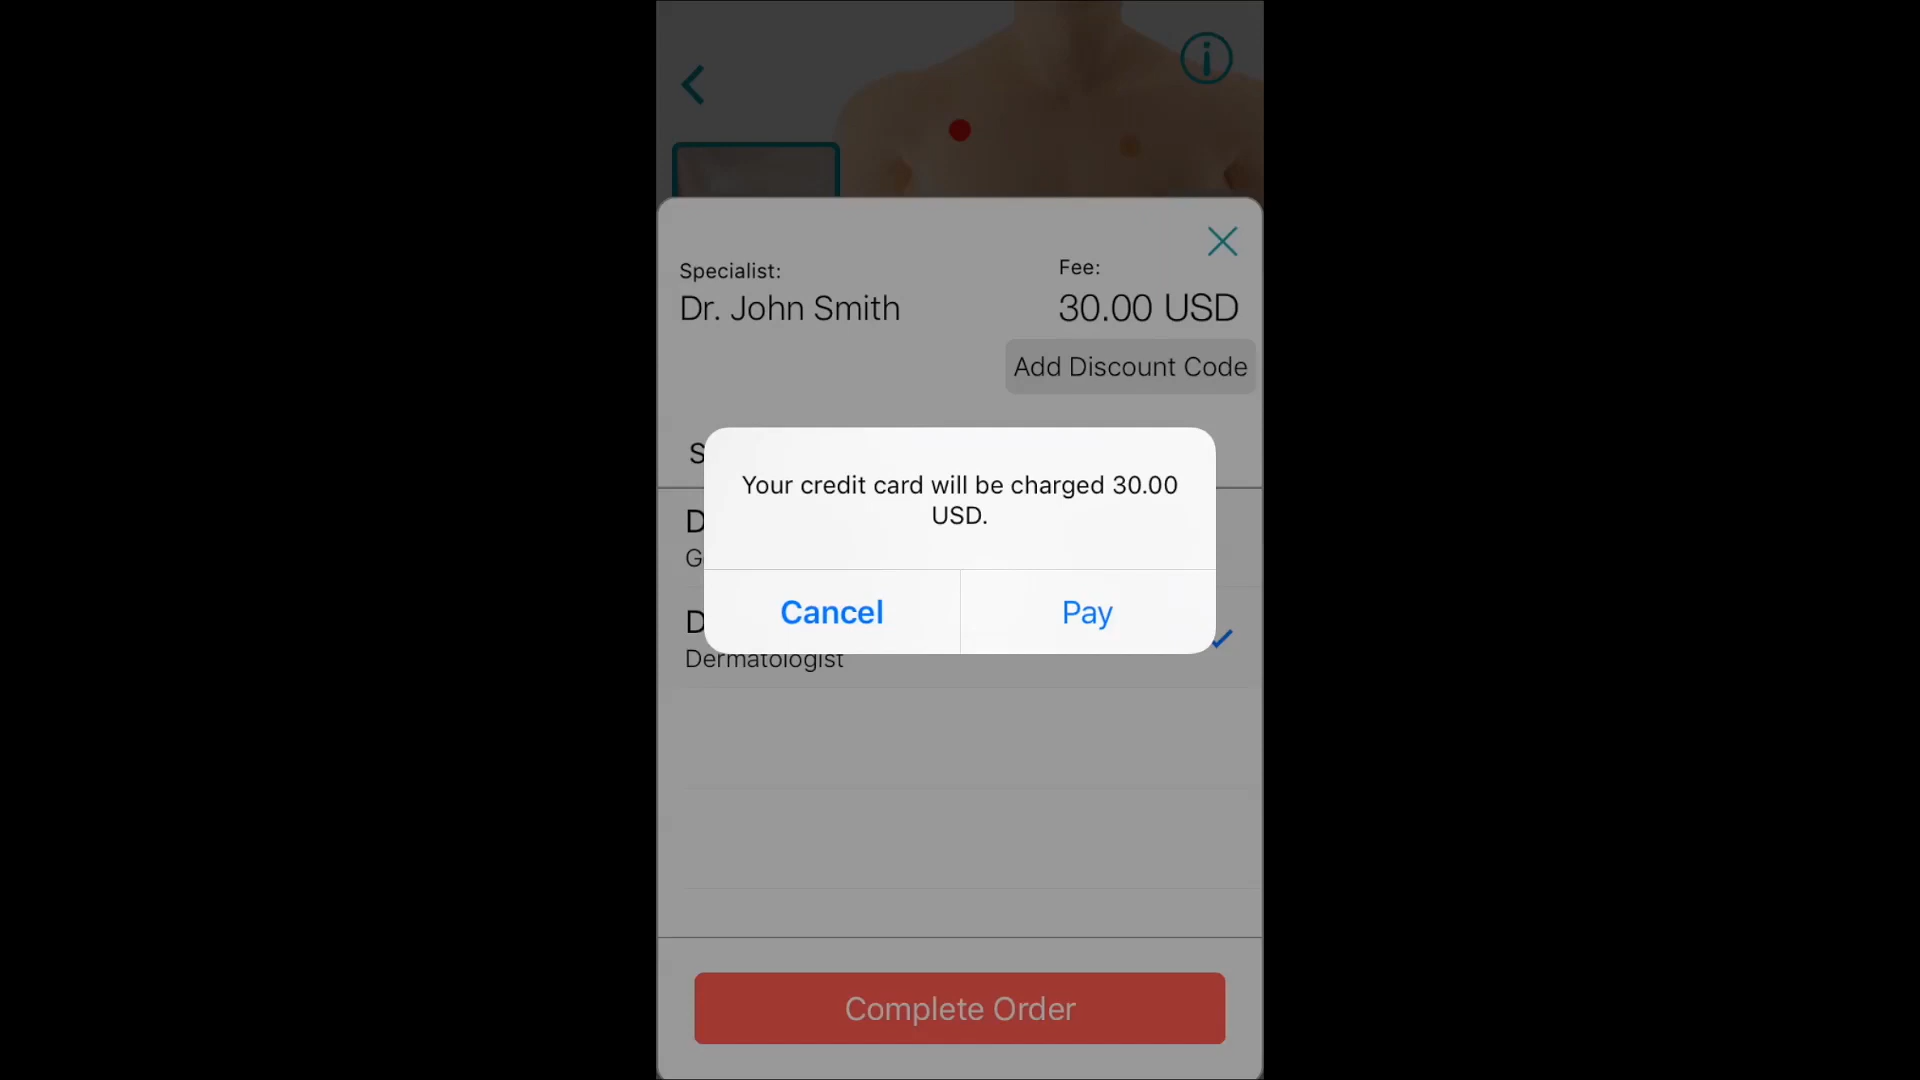 Specialist:
Fee:
Dr. John Smith
30.00 USD
Add Discount Code
Your credit card will be charged 30.00
USD.
Cancel
Pay
Dermatologist
Complete Order